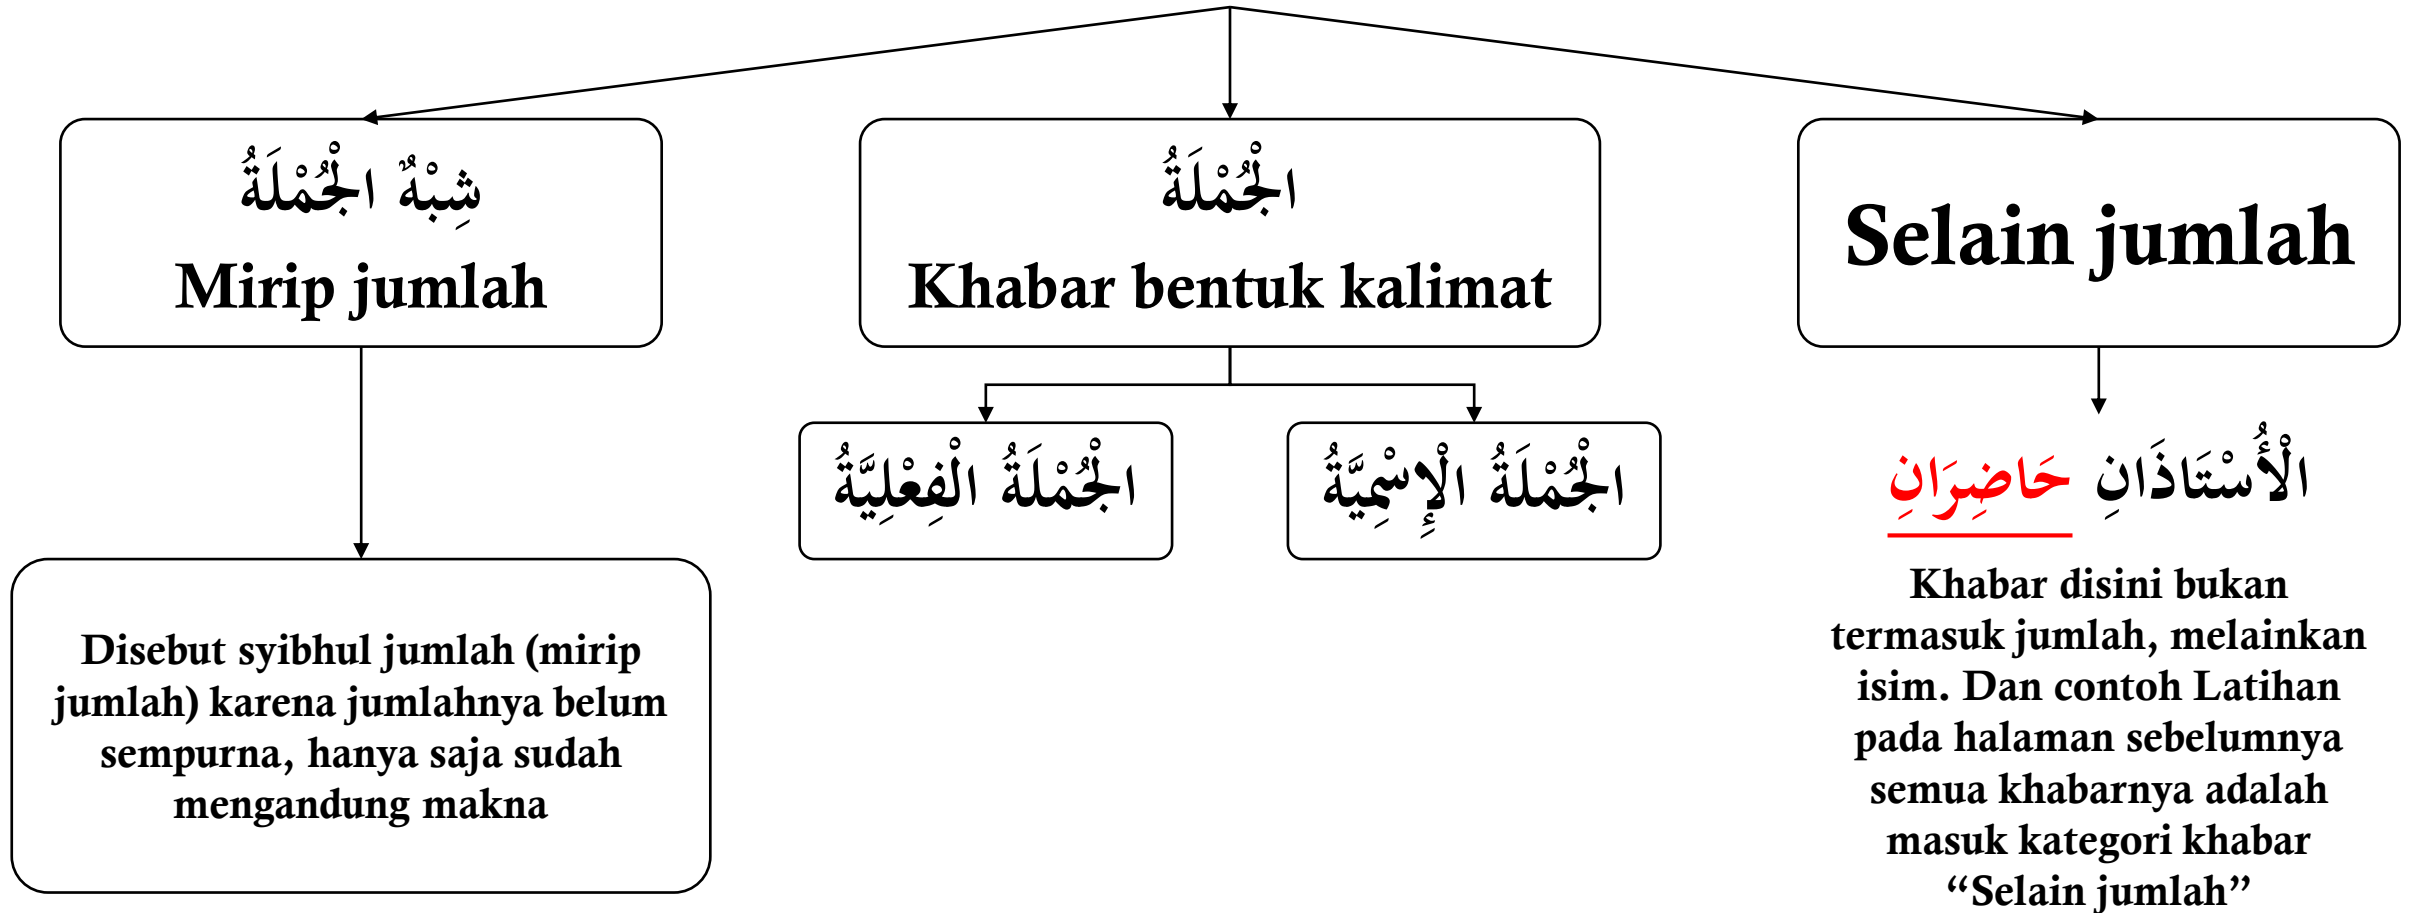 شِبْهٌ الْجُمْلَةُ
Mirip jumlah
الْجُمْلَةُ
Khabar bentuk kalimat
Selain jumlah
الْجُمْلَةُ الْفِعْلِيَّةُ
الْجُمْلَةُ الْإِسْمِيَّةُ
الْأُسْتَاذَانِ حَاضِرَانِ
Disebut syibhul jumlah (mirip
jumlah) karena jumlahnya belum
sempurna, hanya saja sudah
mengandung makna
Khabar disini bukan
termasuk jumlah, melainkan
isim. Dan contoh Latihan
pada halaman sebelumnya
semua khabarnya adalah
masuk kategori khabar
“Selain jumlah”